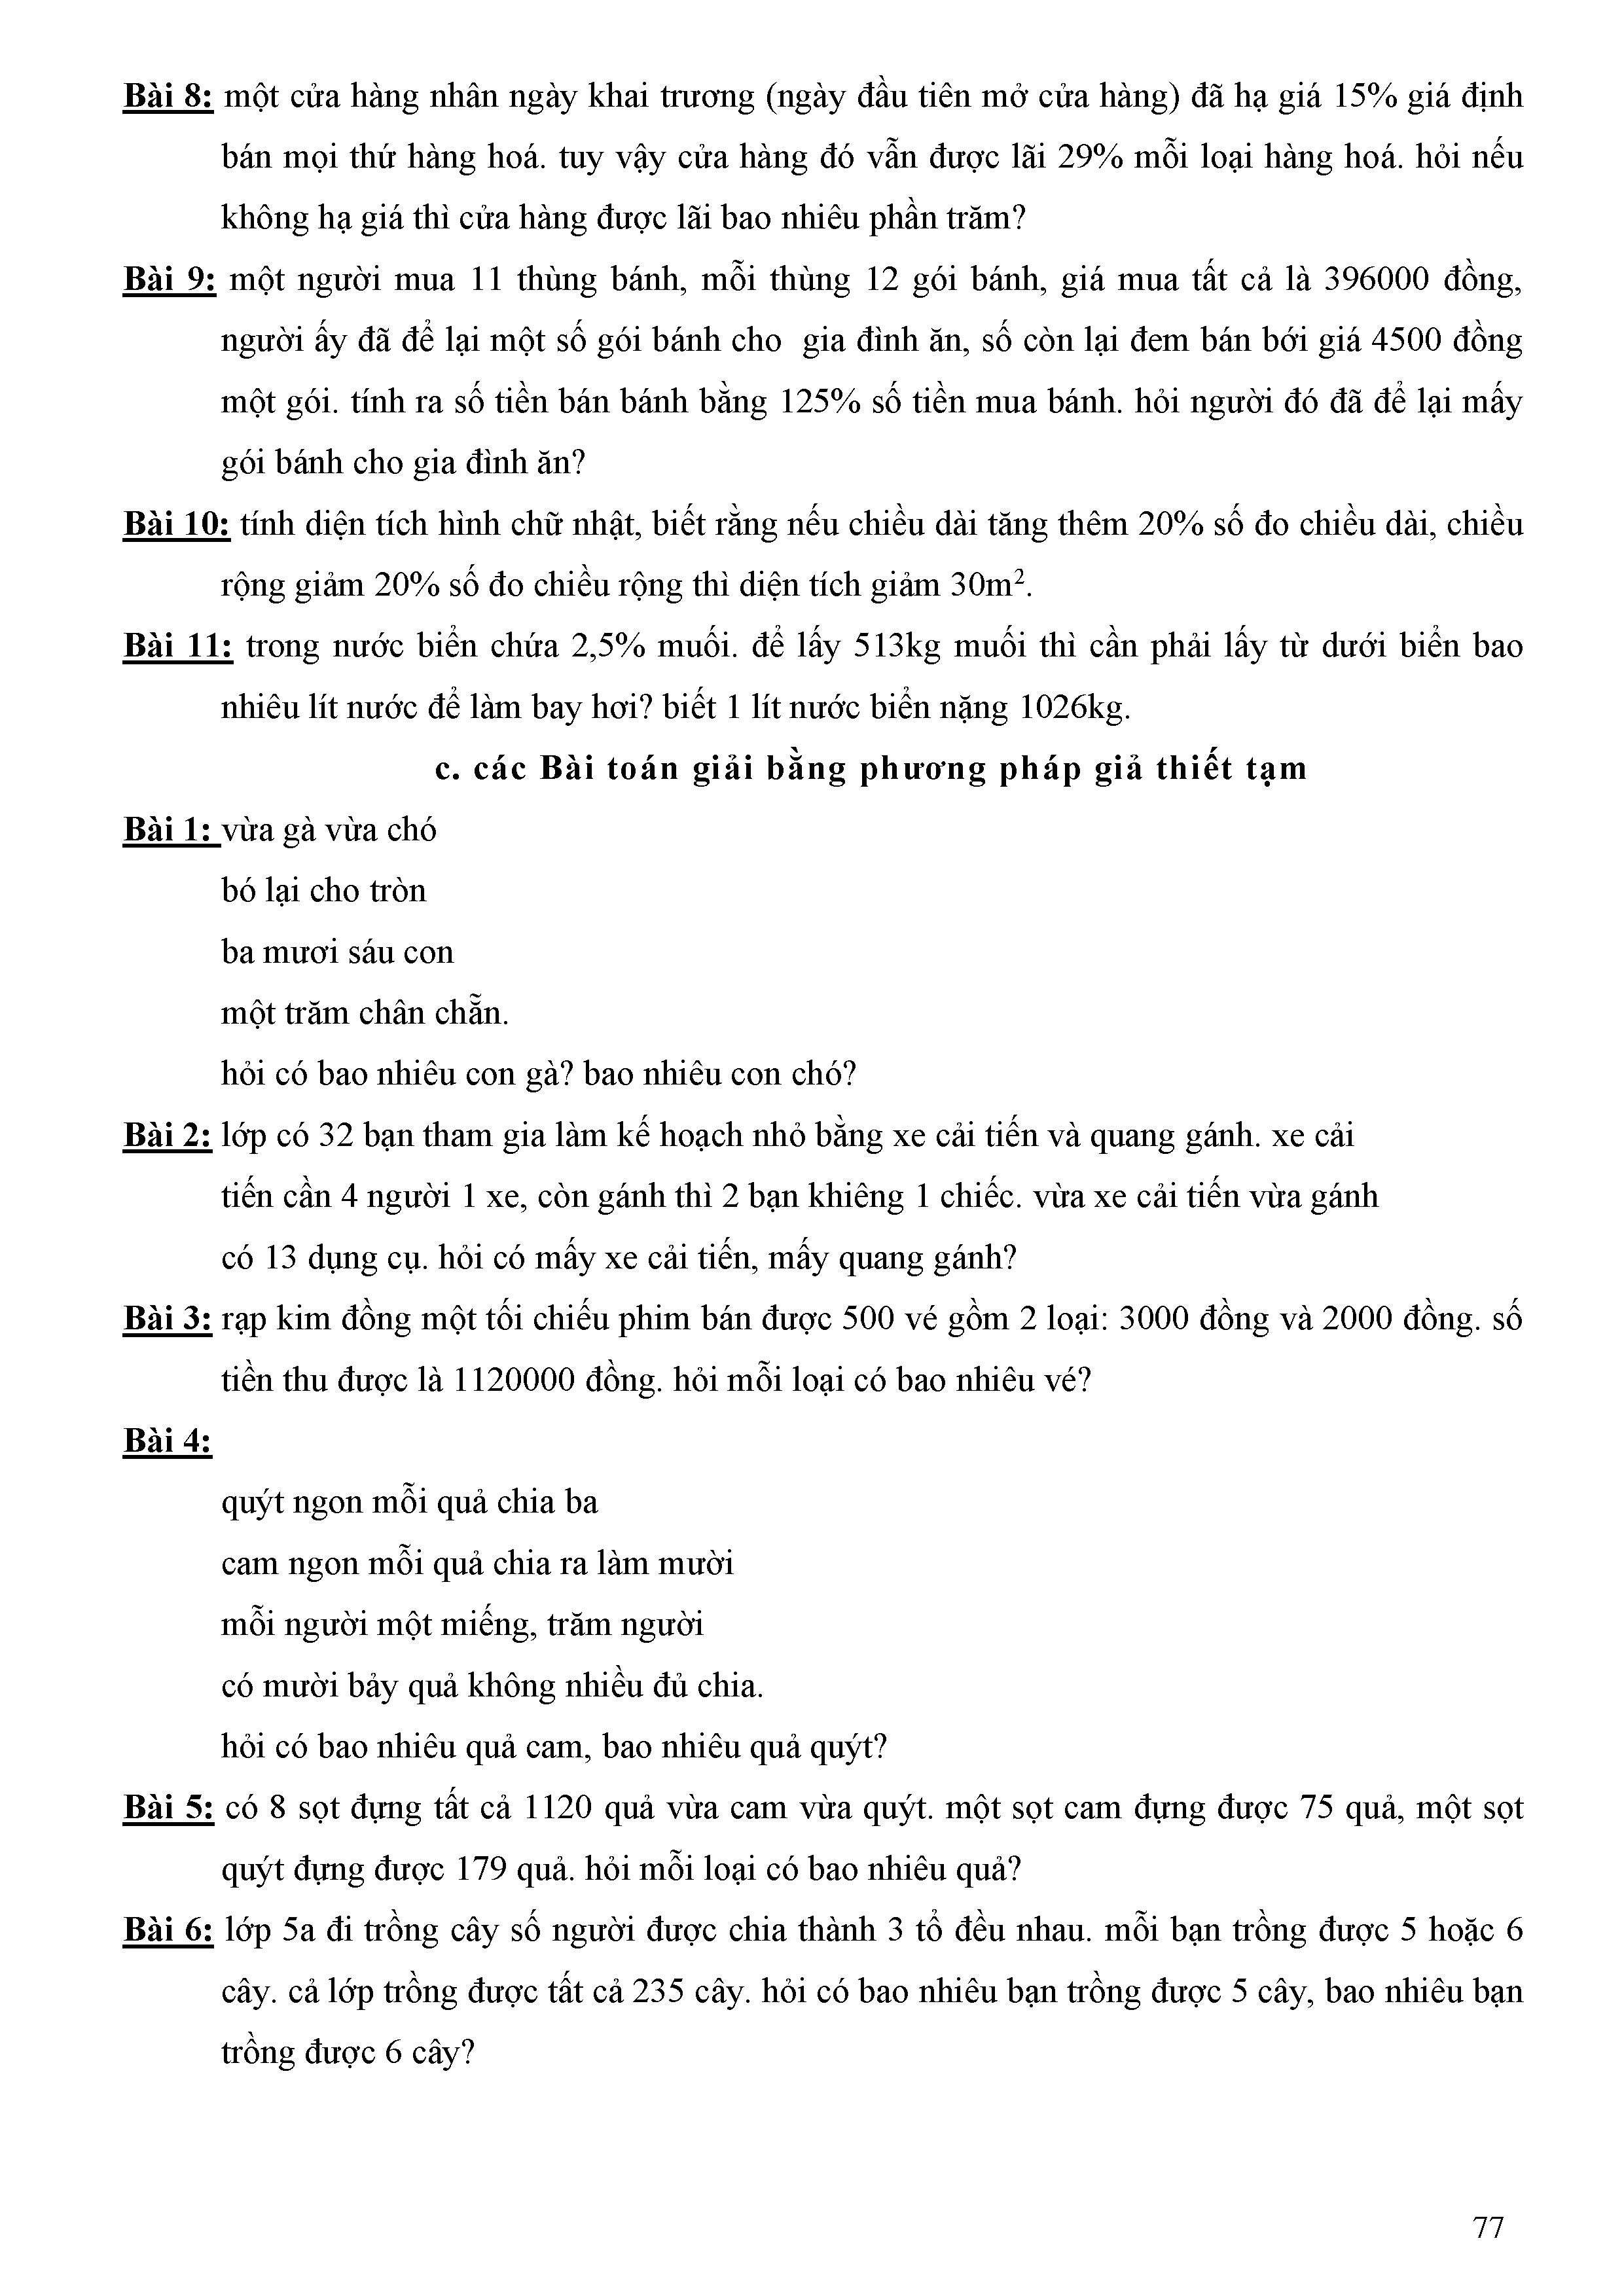 Bài 8: một cửa hàng nhân ngày khai trương (ngày đầu tiên mở cửa hàng) đã hạ giá 15% giá định
bán mọi thứ hàng hoá. tuy vậy cửa hàng đó vẫn được lãi 29% mỗi loại hàng hoá. hỏi nếu
không hạ giá thì cửa hàng được lãi bao nhiêu phần trăm?
Bài 9: một người mua 11 thùng bánh, mỗi thùng 12 gói bánh, giá mua tất cả là 396000 đồng,
người ấy đã để lại một số gói bánh cho gia đình ăn, số còn lại đem bán bới giá 4500 đồng
một gói. tính ra số tiền bán bánh bằng 125% số tiền mua bánh. hỏi người đó đã để lại mấy
gói bánh cho gia đình ăn?
Bài 10: tính diện tích hình chữ nhật, biết rằng nếu chiều dài tăng thêm 20% số đo chiều dài, chiều
rộng giảm 20% số đo chiều rộng thì diện tích giảm 30m².
Bài 11: trong nước biển chứa 2,5% muối. để lấy 513kg muối thì cần phải lấy từ dưới biển bao
nhiêu lít nước để làm bay hơi? biết 1 lít nước biển nặng 1026kg.
c. các Bài toán giải bằng phương pháp giả thiết tạm
Bài 1: vừa gà vừa chó
bó lại cho tròn
ba mươi sáu con
một trăm chân chẵn.
hỏi có bao nhiêu con gà? bao nhiêu con chó?
Bài 2: lớp có 32 bạn tham gia làm kế hoạch nhỏ bằng xe cải tiến và quang gánh. xe cải
tiến cần 4 người 1 xe, còn gánh thì 2 bạn khiêng 1 chiếc. vừa xe cải tiến vừa gánh
có 13 dụng cụ. hỏi có mấy xe cải tiến, mấy quang gánh?
Bài 3: rạp kim đồng một tối chiếu phim bán được 500 vé gồm 2 loại: 3000 đồng và 2000 đồng. số
tiền thu được là 1120000 đồng. hỏi mỗi loại có bao nhiêu vé?
Bài 4:
quýt ngon mỗi quả chia ba
cam ngon mỗi quả chia ra làm mười
mỗi người một miếng, trăm người
có mười bảy quả không nhiều đủ chia.
hỏi có bao nhiêu quả cam, bao nhiêu quả quýt?
Bài 5: có 8 sọt đựng tất cả 1120 quả vừa cam vừa quýt. một sọt cam đựng được 75 quả, một sọt
quýt đựng được 179 quả. hỏi mỗi loại có bao nhiêu quả?
Bài 6: lớp 5a đi trồng cây số người được chia thành 3 tổ đều nhau. mỗi bạn trồng được 5 hoặc 6
cây. cả lớp trồng được tất cả 235 cây. hỏi có bao nhiêu bạn trồng được 5 cây, bao nhiêu bạn
trồng được 6 cây?
77